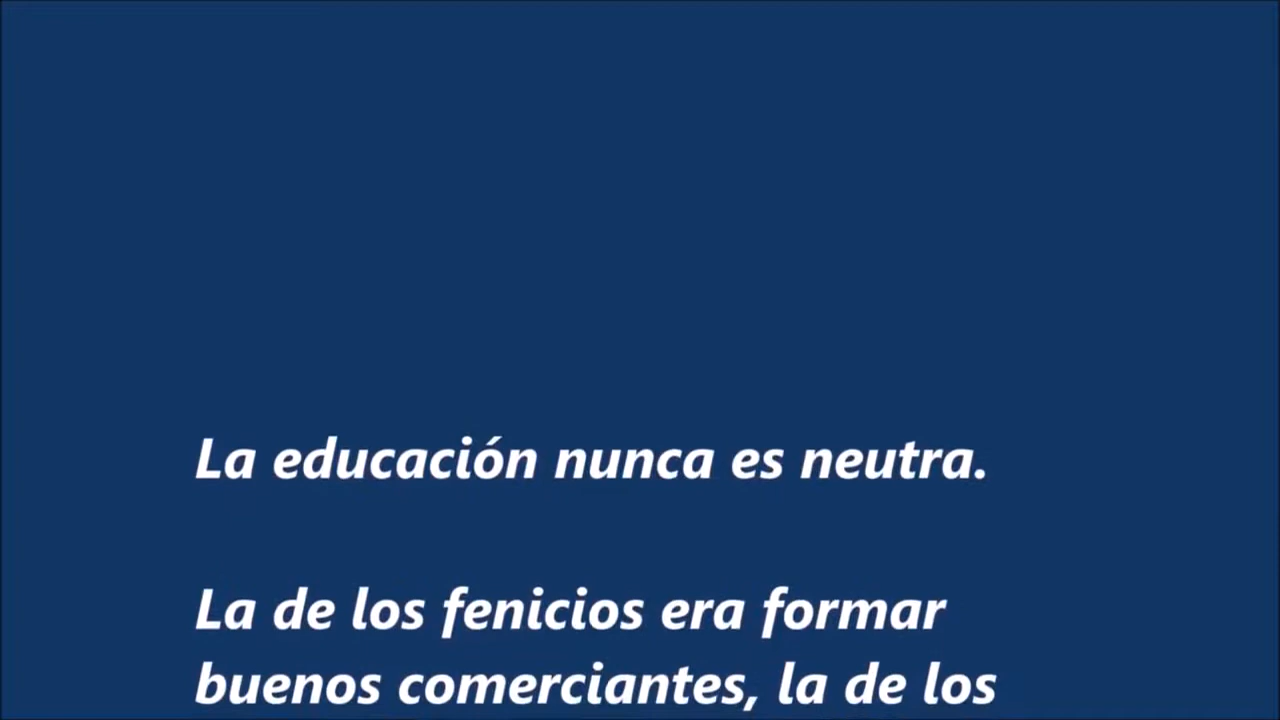 La educación nunca es neutra.
La de los fenicios era formar
buenos comerciantes, la de los